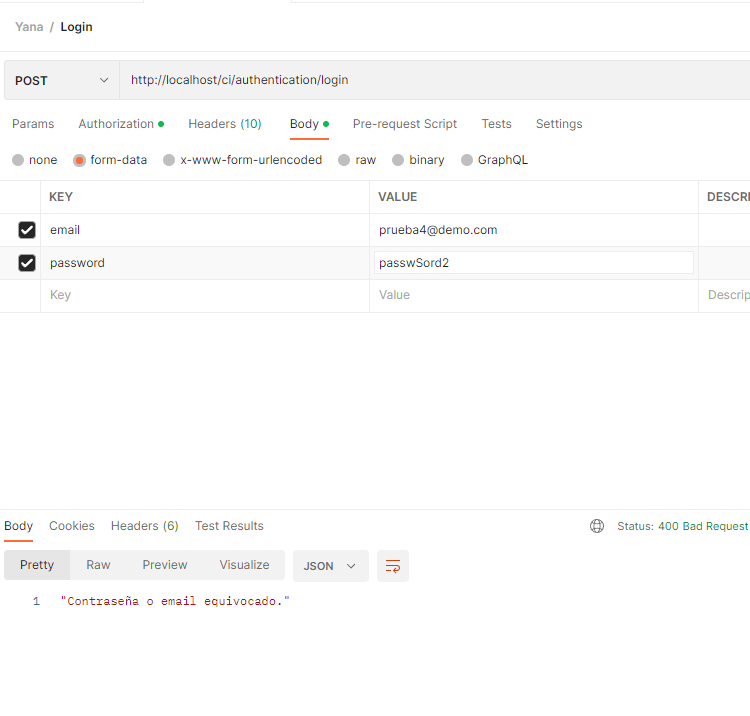 Yana / Login
POST http://localhost/ci/authentication/login
Params Authorization Headers (10) Body Pre-request Script Tests Settings
none form-data x-www-form-urlencoded raw binary GraphQL
KEY VALUE DESCRI
email prueba4@demo.com
password passwSord2
Key Value Descrip
Body Cookies Headers (6) Test Results Status: 400 Bad Request
Pretty Raw Preview Visualize JSON
1 "Contraseña o email equivocado."